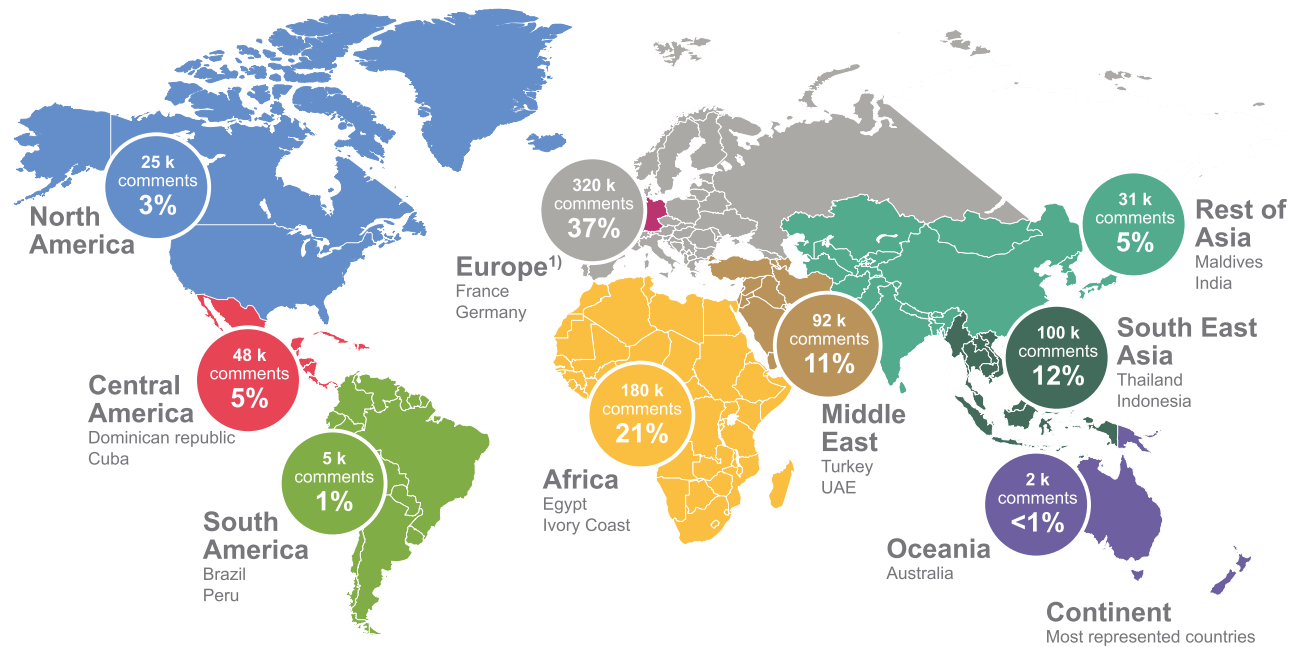 25 k
comments
3%
North
America
320 k
comments
37%
Europe1)
France
Germany
31 k
comments
5%
Rest of
Asia
Maldives
India
48 k
comments
5%
Central
America
Dominican republic
Cuba
92 k
comments
11%
Middle
East
Turkey
UAE
100 k
comments
12%
South East
Asia
Thailand
Indonesia
180 k
comments
21%
Africa
Egypt
Ivory Coast
5 k
comments
1%
South
America
Brazil
Peru
2 k
comments
<1%
Oceania
Australia
Continent
Most represented countries